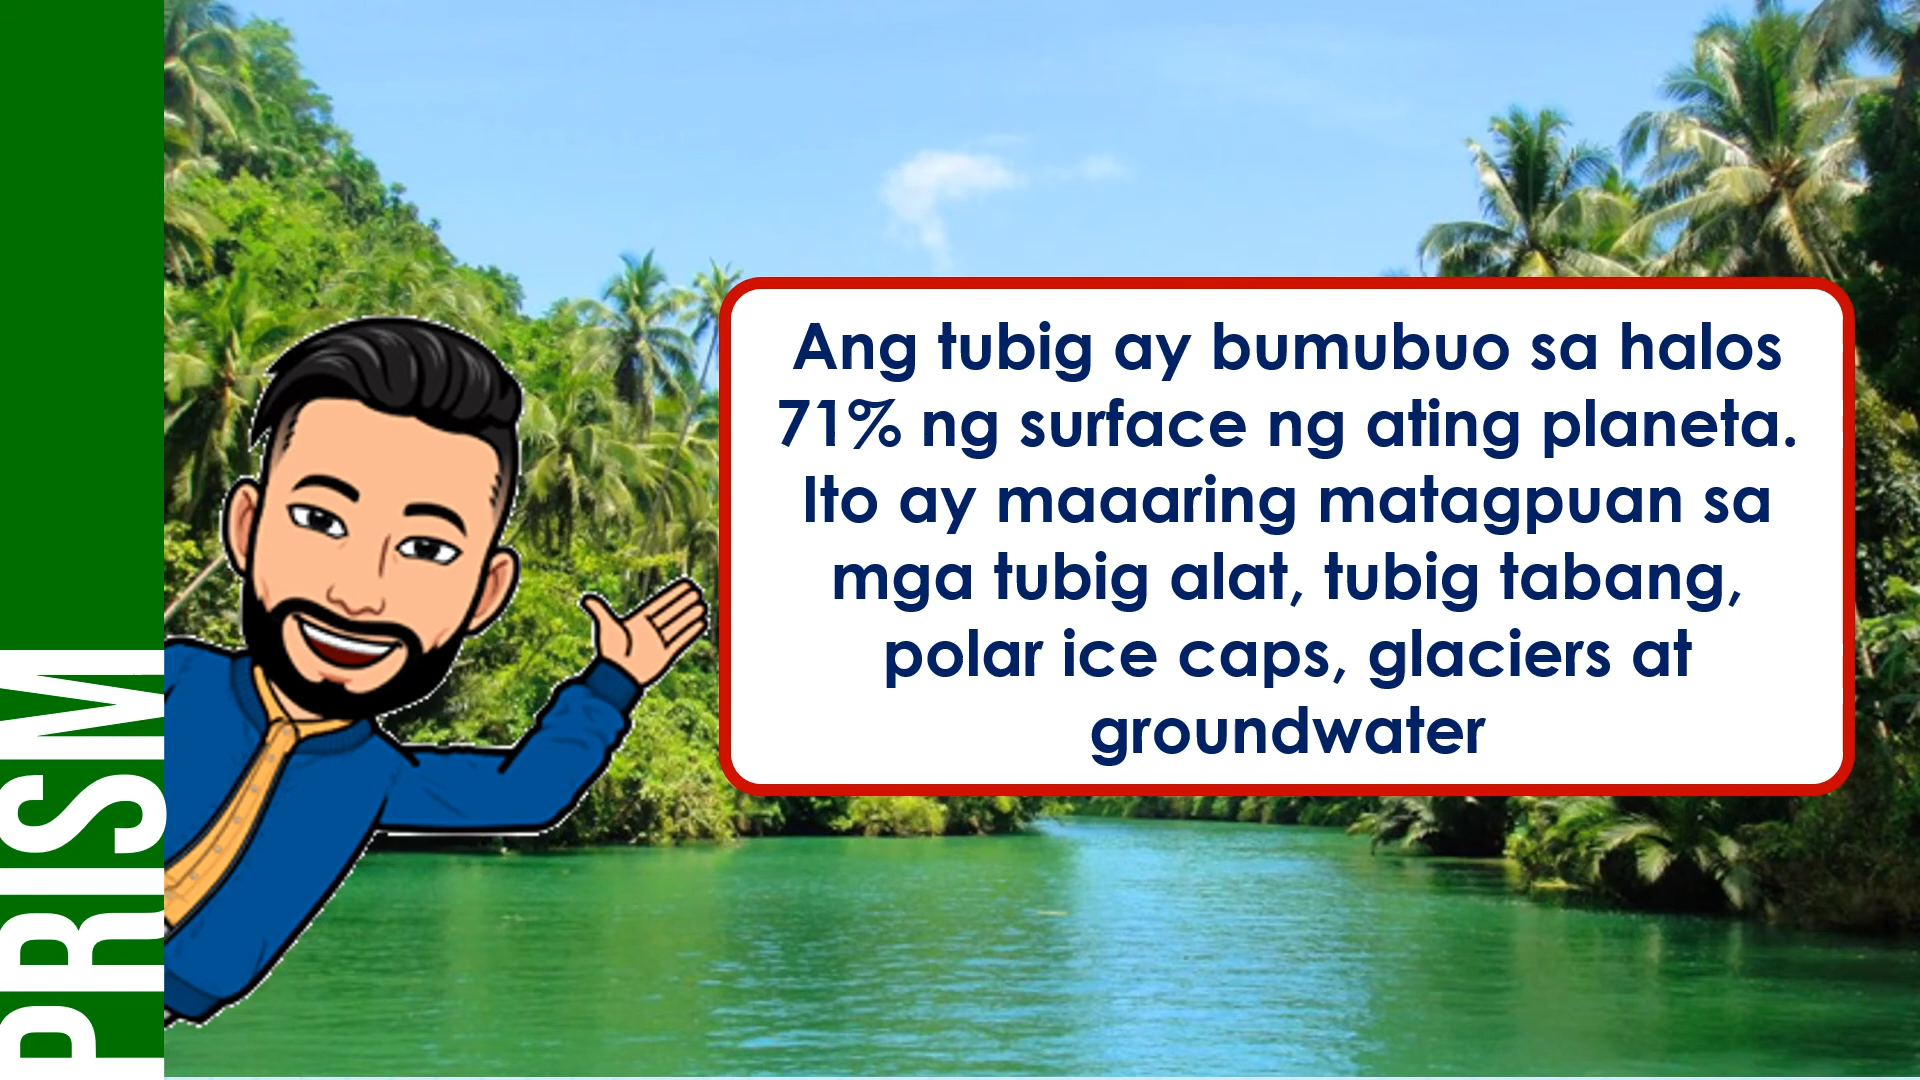 PRISM
Ang tubig ay bumubuo sa halos
71% ng surface ng ating planeta.
Ito ay maaaring matagpuan sa
mga tubig alat, tubig tabang,
polar ice caps, glaciers at
groundwater